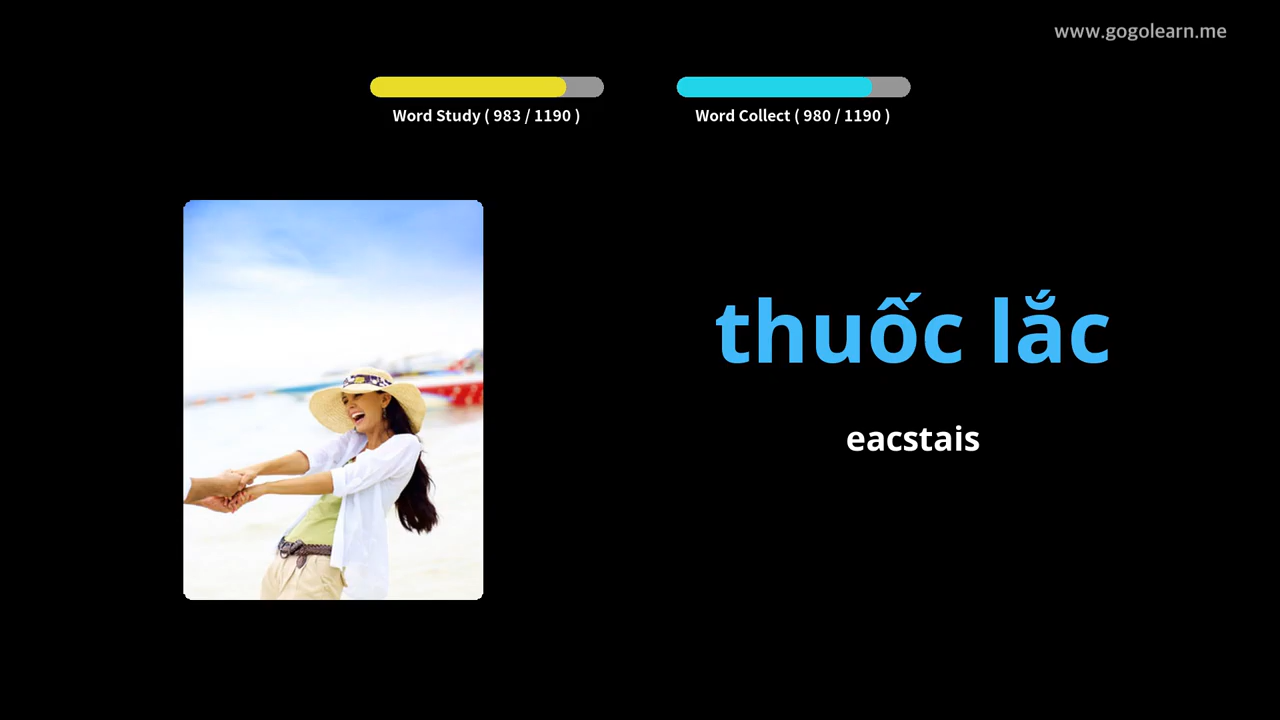 www.gogolearn.me
Word Study ( 983 / 1190 )
Word Collect ( 980 / 1190 )
thuốc lắc
eacstais